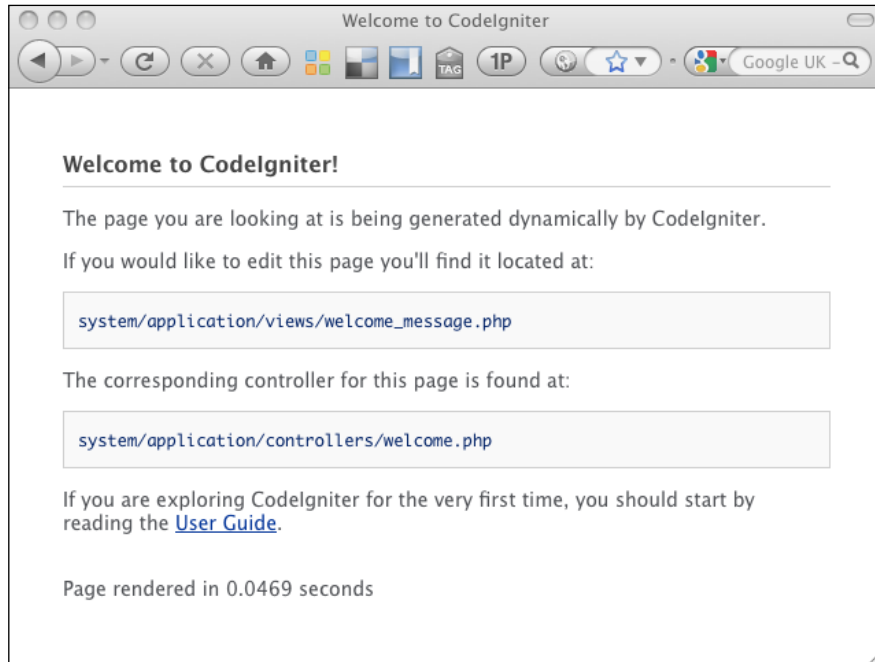 Welcome to CodeIgniter
TAG
1P
Google UK -
Welcome to CodeIgniter!
The page you are looking at is being generated dynamically by CodeIgniter.
If you would like to edit this page you'll find it located at:
system/application/views/welcome_message.php
The corresponding controller for this page is found at:
system/application/controllers/welcome.php
If you are exploring CodeIgniter for the very first time, you should start by
reading the User Guide.
Page rendered in 0.0469 seconds